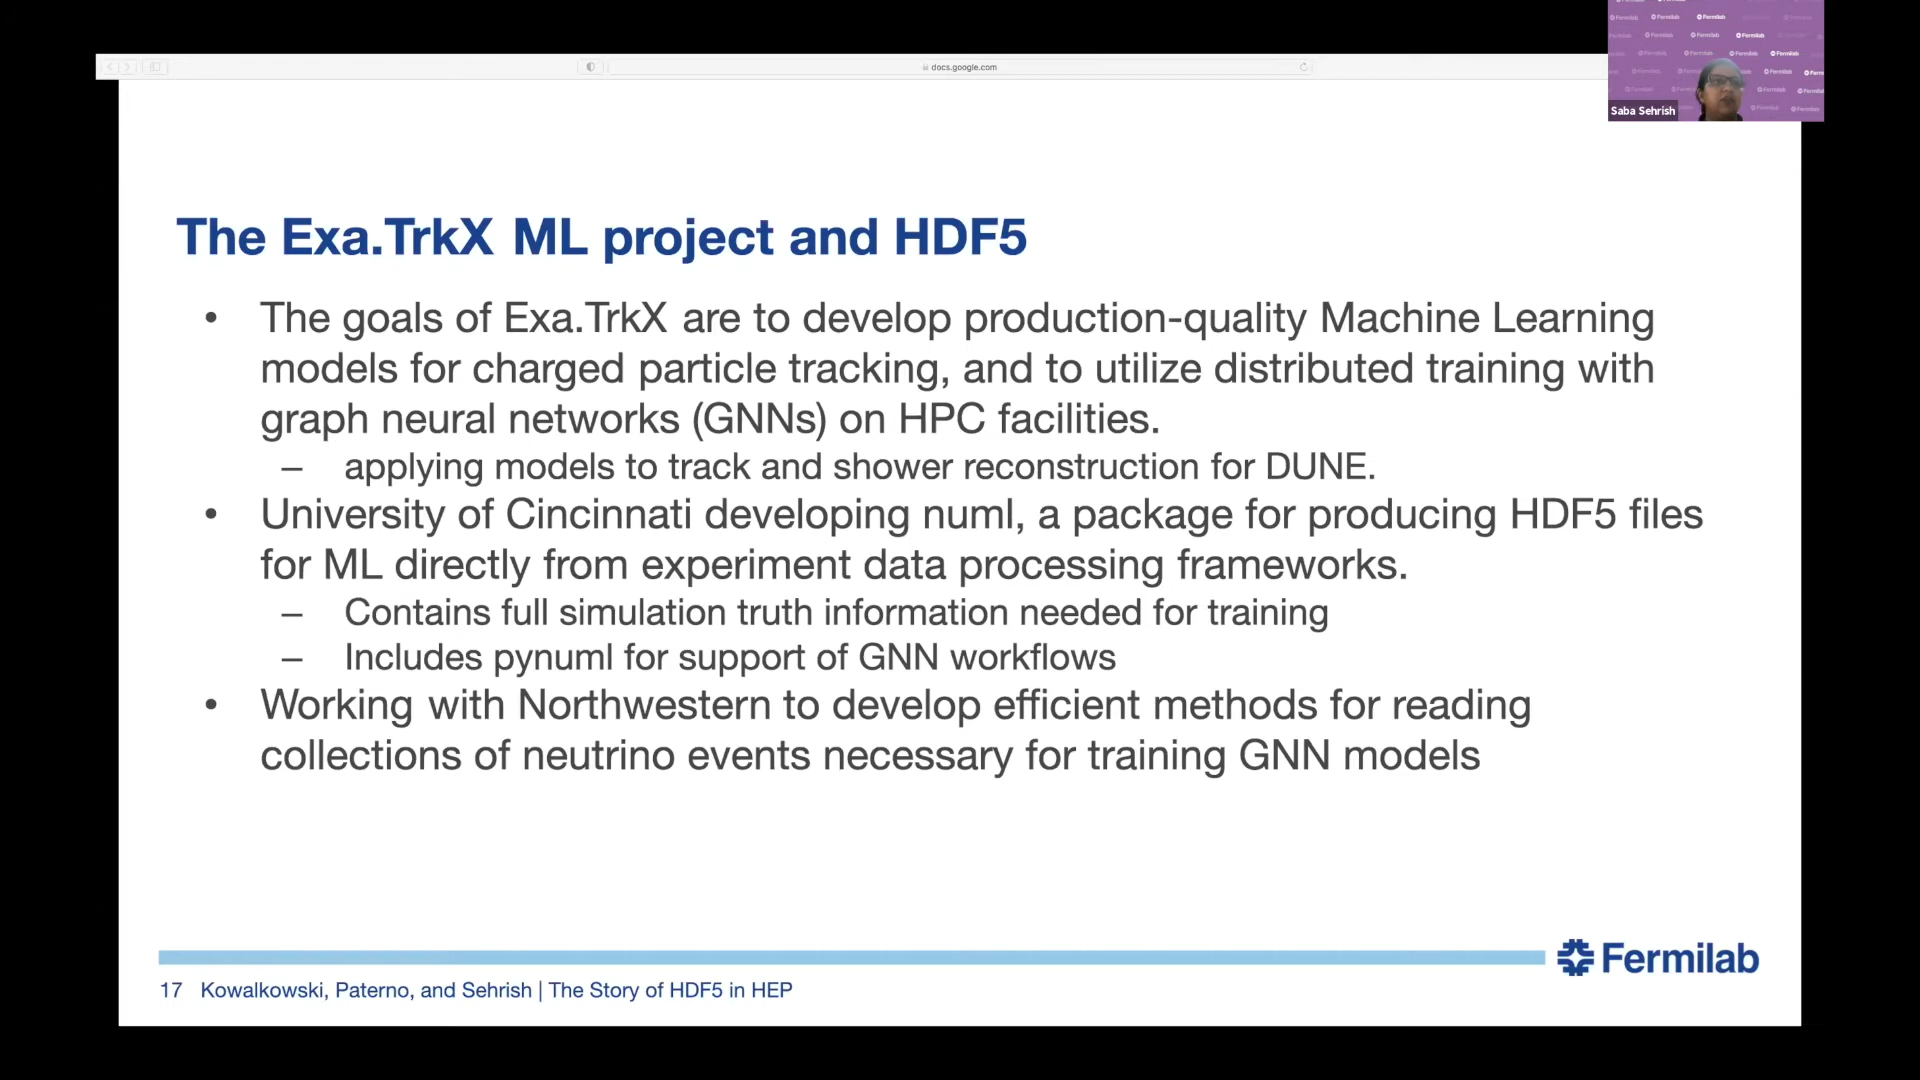 docs.google.com
Fermilab
Saba Sehrish
The Exa.TrkX ML project and HDF5
• The goals of Exa.TrkX are to develop production-quality Machine Learning
models for charged particle tracking, and to utilize distributed training with
graph neural networks (GNNs) on HPC facilities.
– applying models to track and shower reconstruction for DUNE.
• University of Cincinnati developing numl, a package for producing HDF5 files
for ML directly from experiment data processing frameworks.
– Contains full simulation truth information needed for training
– Includes pynuml for support of GNN workflows
• Working with Northwestern to develop efficient methods for reading
collections of neutrino events necessary for training GNN models
Fermilab
17 Kowalkowski, Paterno, and Sehrish | The Story of HDF5 in HEP